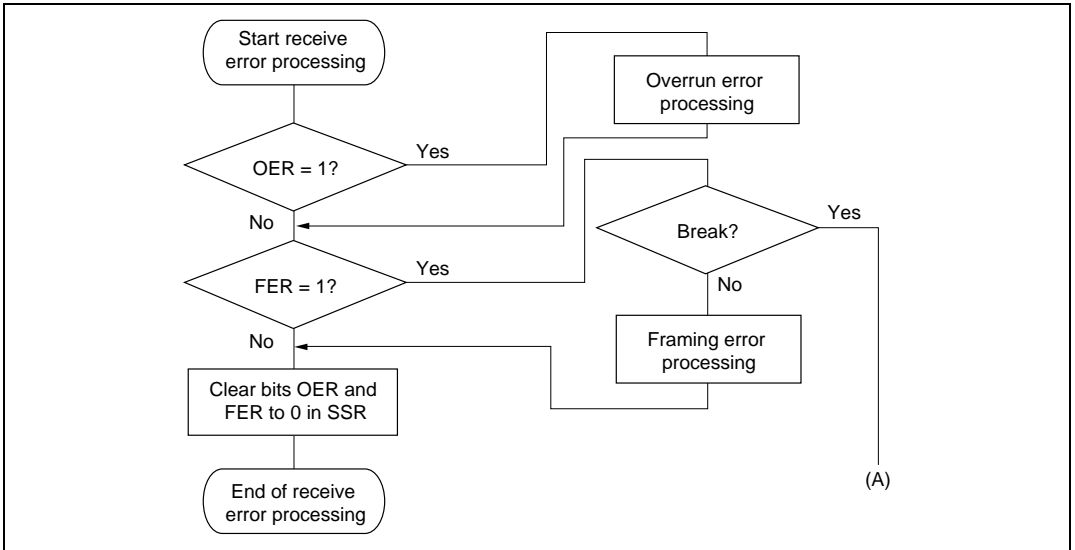 Start receive
error processing
Overrun error
processing
OER = 1?
Yes
No
Break?
Yes
No
FER = 1?
Yes
No
Framing error
processing
Clear bits OER and
FER to 0 in SSR
End of receive
error processing
(A)